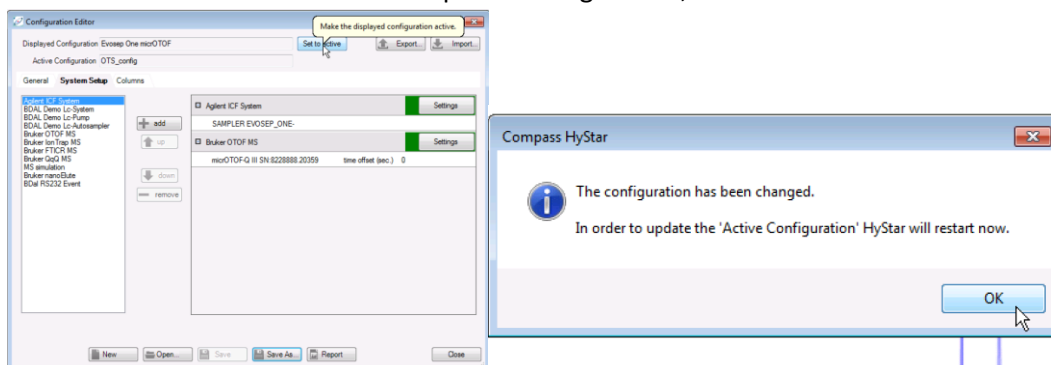 Configuration Editor
Make the displayed configuration active.
Displayed Configuration Evosep One micrOTOF
Set to active
Export...
Import...
Active Configuration OTS_config
General System Setup Columns
Agilent ICF System
BDAL Demo Lc-System
BDAL Demo Lc-Pump
BDAL Demo Lc-Autosampler
Bruker OTOF MS
Bruker IonTrap MS
Bruker FTICR MS
Bruker QqQ MS
MS simulation
Bruker nanoElute
BDal RS232 Event
add
up
down
remove
Agilent ICF System
Settings
SAMPLER EVOSEP_ONE-
Bruker OTOF MS
Settings
micrOTOF-Q III SN:8228888.20359 time offset (sec.) 0
New
Open...
Save
Save As...
Report
Close
Compass HyStar
The configuration has been changed.
In order to update the 'Active Configuration' HyStar will restart now.
OK